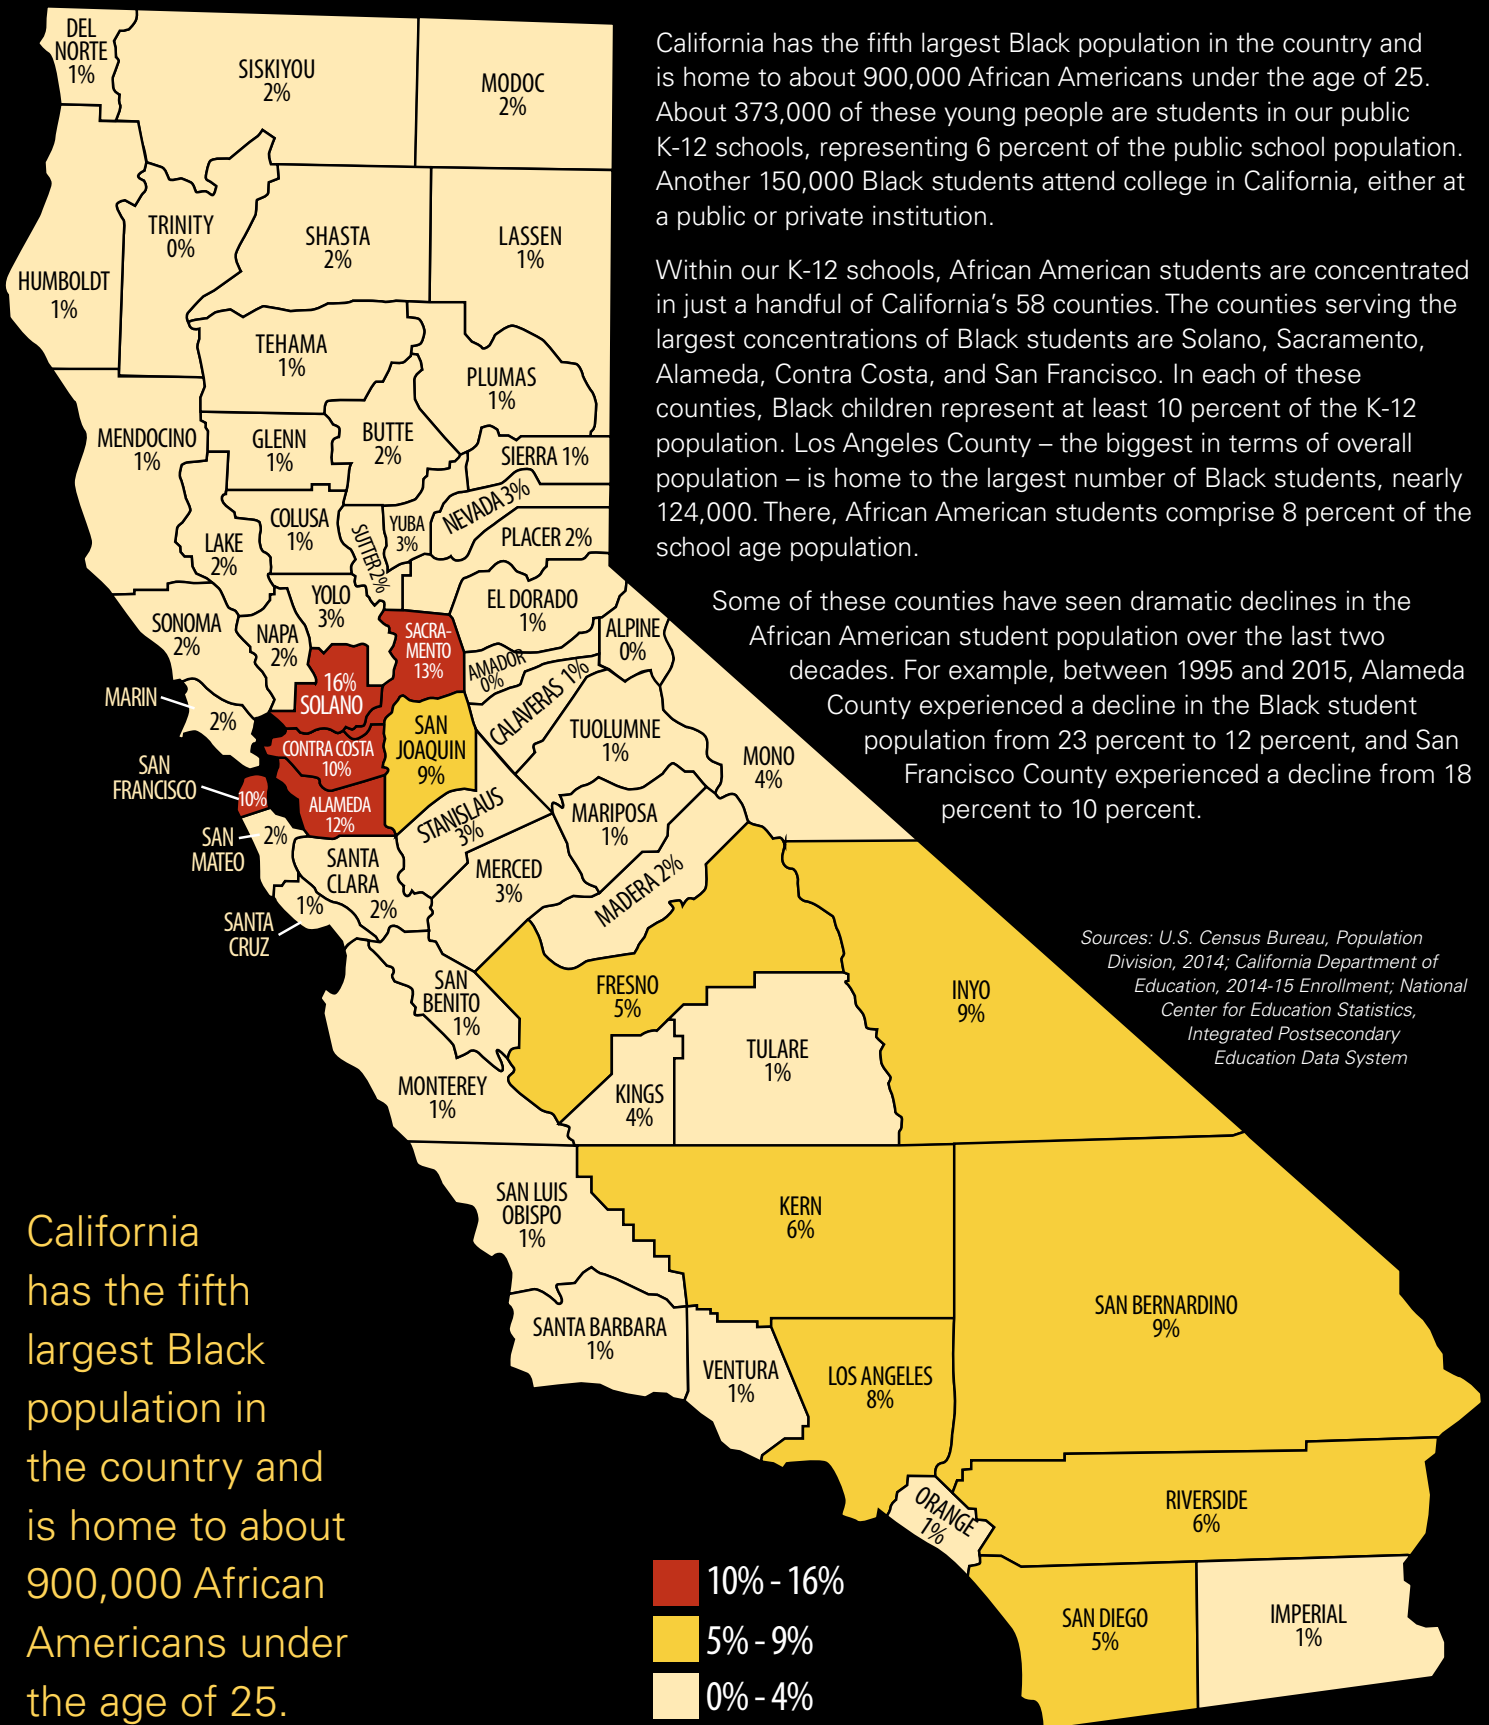 California has the fifth largest Black population in the country and
is home to about 900,000 African Americans under the age of 25.
About 373,000 of these young people are students in our public
K-12 schools, representing 6 percent of the public school population.
Another 150,000 Black students attend college in California, either at
a public or private institution.
Within our K-12 schools, African American students are concentrated
in just a handful of California’s 58 counties. The counties serving the
largest concentrations of Black students are Solano, Sacramento,
Alameda, Contra Costa, and San Francisco. In each of these
counties, Black children represent at least 10 percent of the K-12
population. Los Angeles County – the biggest in terms of overall
population – is home to the largest number of Black students, nearly
124,000. There, African American students comprise 8 percent of the
school age population.
Some of these counties have seen dramatic declines in the
African American student population over the last two
decades. For example, between 1995 and 2015, Alameda
County experienced a decline in the Black student
population from 23 percent to 12 percent, and San
Francisco County experienced a decline from 18
percent to 10 percent.
Sources: U.S. Census Bureau, Population
Division, 2014; California Department of
Education, 2014-15 Enrollment; National
Center for Education Statistics,
Integrated Postsecondary
Education Data System
DEL
NORTE
1%
SISKIYOU
2%
MODOC
2%
HUMBOLDT
1%
TRINITY
0%
SHASTA
2%
LASSEN
1%
TEHAMA
1%
PLUMAS
1%
MENDOCINO
1%
GLENN
1%
BUTTE
2%
SIERRA 1%
NEVADA 3%
YUBA
3%
COLUSA
1%
SUTTER 2%
PLACER 2%
LAKE
2%
YOLO
3%
EL DORADO
1%
SONOMA
2%
NAPA
2%
SACRA-
MENTO
13%
ALPINE
0%
AMADOR
0%
16%
SOLANO
CALAVERAS 1%
MARIN
2%
SAN
JOAQUIN
9%
TUOLUMNE
1%
CONTRA COSTA
10%
MONO
4%
SAN
FRANCISCO
10%
ALAMEDA
12%
STANISLAUS
3%
MARIPOSA
1%
SAN
MATEO
2%
SANTA
CLARA
2%
MERCED
3%
MADERA 2%
SANTA
CRUZ
1%
SAN
BENITO
1%
FRESNO
5%
INYO
9%
MONTEREY
1%
KINGS
4%
TULARE
1%
SAN LUIS
OBISPO
1%
KERN
6%
SAN BERNARDINO
9%
SANTA BARBARA
1%
VENTURA
1%
LOS ANGELES
8%
ORANGE
1%
RIVERSIDE
6%
SAN DIEGO
5%
IMPERIAL
1%
California
has the fifth
largest Black
population in
the country and
is home to about
900,000 African
Americans under
the age of 25.
10% - 16%
5% - 9%
0% - 4%